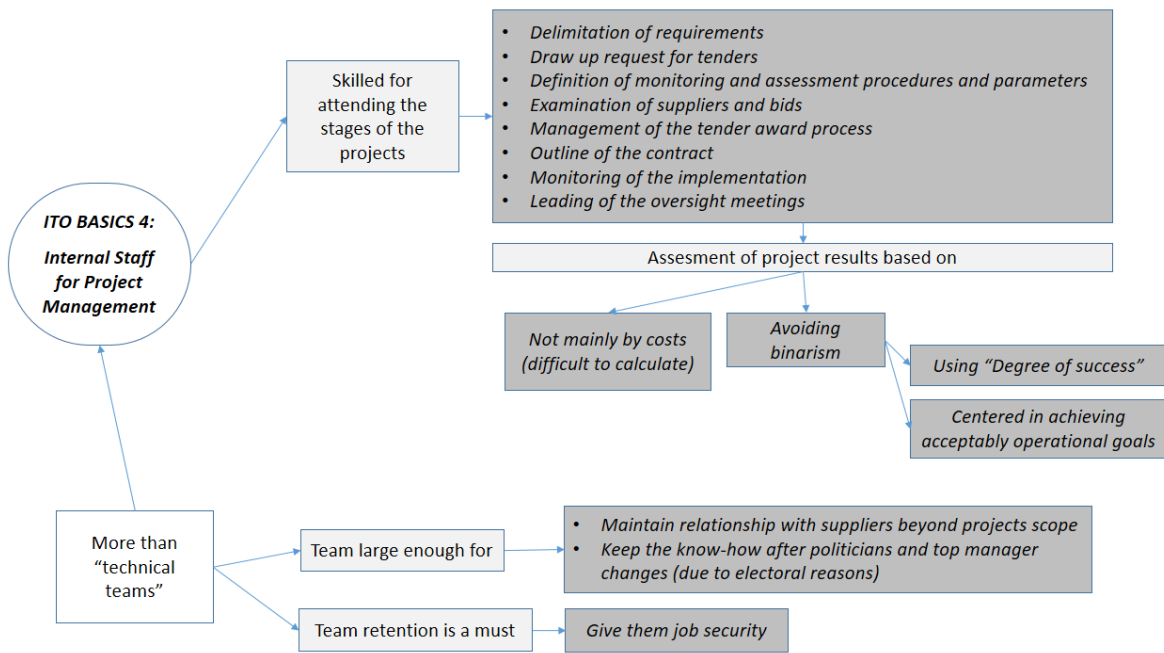 ITO BASICS 4:
Internal Staff
for Project
Management
Skilled for
attending the
stages of the
projects
• Delimitation of requirements
• Draw up request for tenders
• Definition of monitoring and assessment procedures and parameters
• Examination of suppliers and bids
• Management of the tender award process
• Outline of the contract
• Monitoring of the implementation
• Leading of the oversight meetings
Assesment of project results based on
Not mainly by costs
(difficult to calculate)
Avoiding
binarism
Using “Degree of success”
Centered in achieving
acceptably operational goals
More than
“technical
teams”
Team large enough for
• Maintain relationship with suppliers beyond projects scope
• Keep the know-how after politicians and top manager
changes (due to electoral reasons)
Team retention is a must
Give them job security